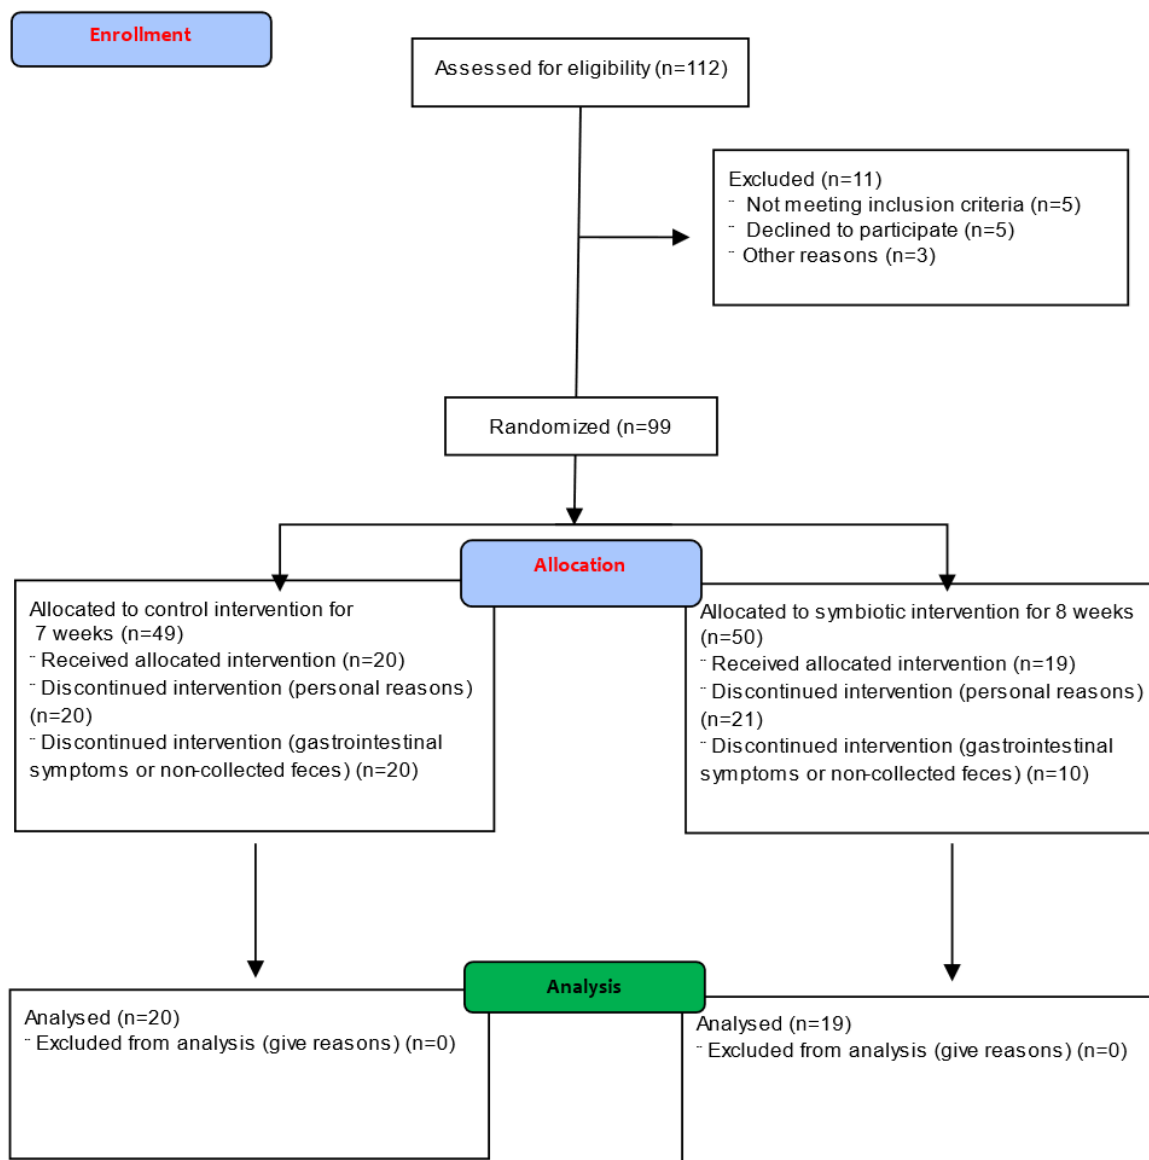 Enrollment
Assessed for eligibility (n=112)
Excluded (n=11)
¨ Not meeting inclusion criteria (n=5)
¨ Declined to participate (n=5)
¨ Other reasons (n=3)
Randomized (n=99
Allocation
Allocated to control intervention for
7 weeks (n=49)
¨ Received allocated intervention (n=20)
¨ Discontinued intervention (personal reasons)
(n=20)
¨ Discontinued intervention (gastrointestinal
symptoms or non-collected feces) (n=20)
Allocated to symbiotic intervention for 8 weeks
(n=50)
¨ Received allocated intervention (n=19)
¨ Discontinued intervention (personal reasons)
(n=21)
¨ Discontinued intervention (gastrointestinal
symptoms or non-collected feces) (n=10)
Analysis
Analysed (n=20)
¨ Excluded from analysis (give reasons) (n=0)
Analysed (n=19)
¨ Excluded from analysis (give reasons) (n=0)